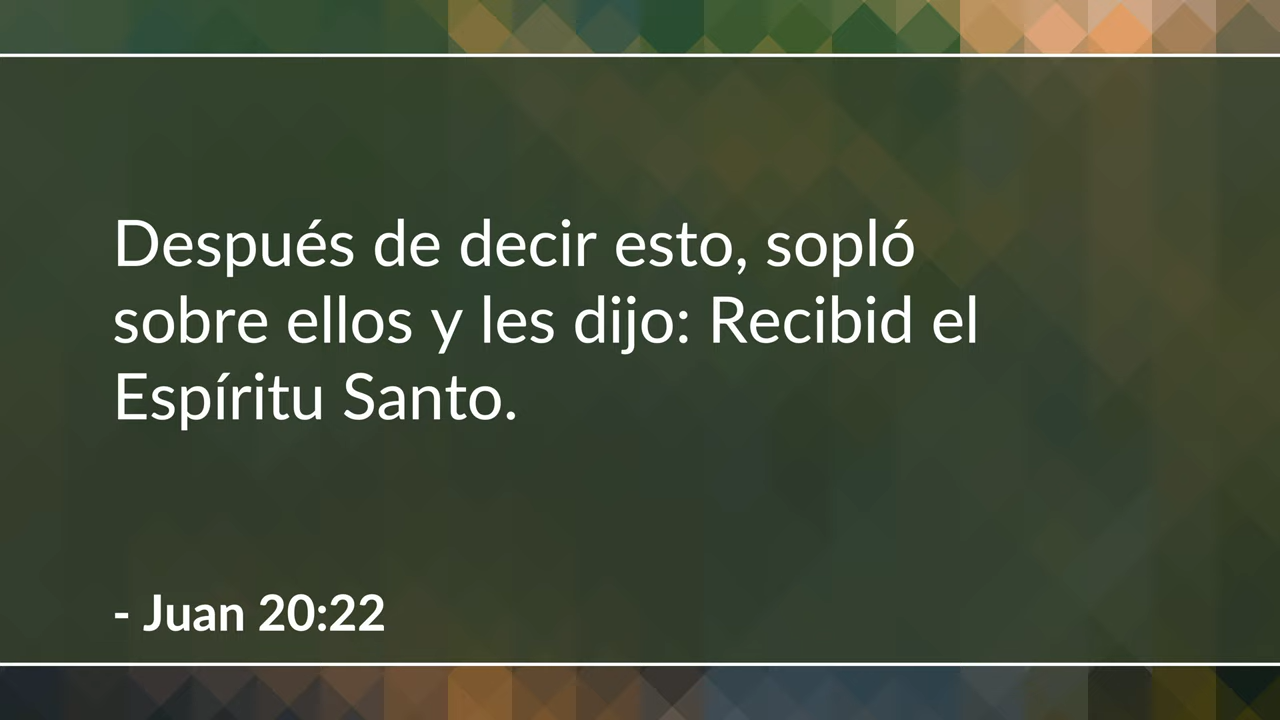 Después de decir esto, sopló
sobre ellos y les dijo: Recibid el
Espíritu Santo.
- Juan 20:22